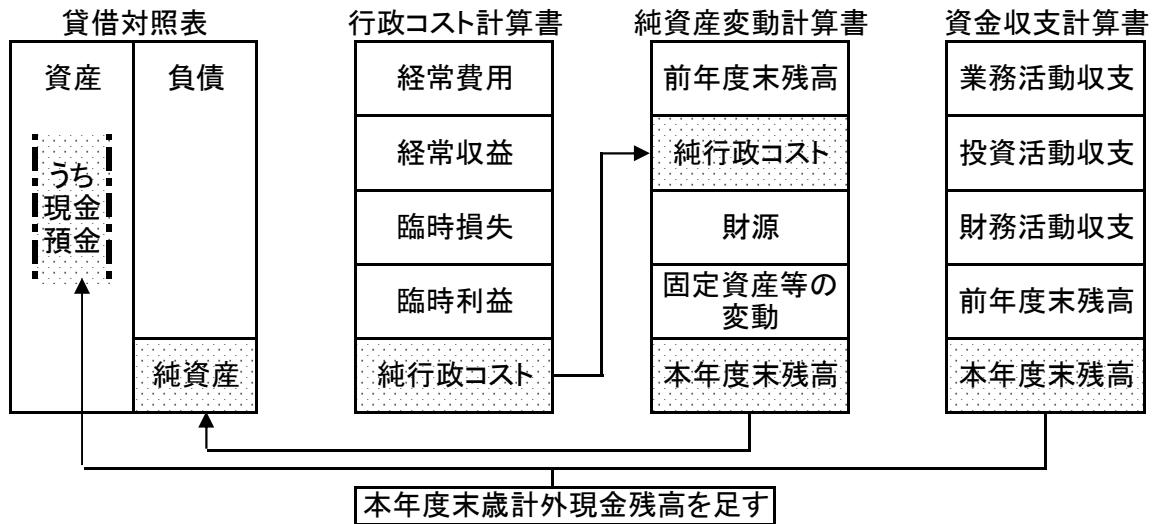 貸借対照表
資産
負債
うち
現金
預金
純資産
行政コスト計算書
経常費用
経常収益
臨時損失
臨時利益
純行政コスト
純資産変動計算書
前年度末残高
純行政コスト
財源
固定資産等の
変動
本年度末残高
資金収支計算書
業務活動収支
投資活動収支
財務活動収支
前年度末残高
本年度末残高
本年度末歳計外現金残高を足す